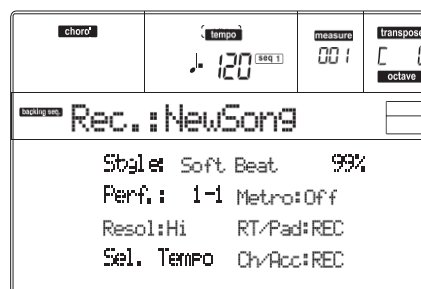 chord tempo measure transpose
♩ 120 seq 1 001
octave
backing seq. Rec.:NewSong
Style: Soft Beat 99%
Perf.: 1-1 Metro:Off
Resol:Hi RT/Pad:REC
Sel. Tempo Ch/Acc:REC